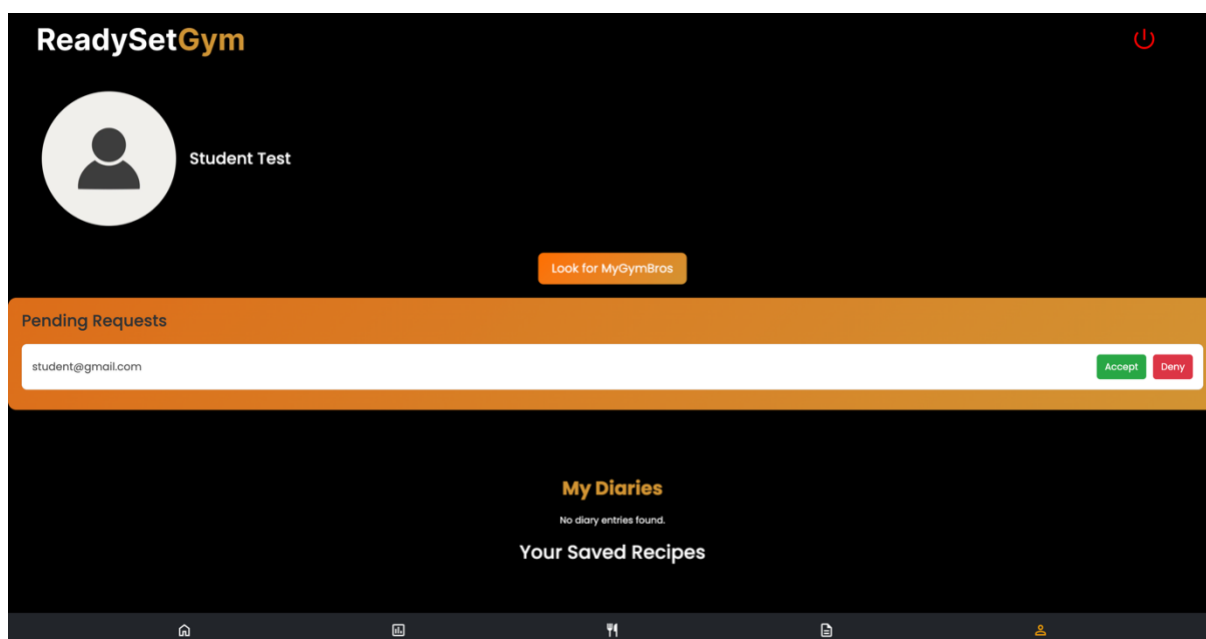 ReadySetGym
Student Test
Look for MyGymBros
Pending Requests
student@gmail.com
Accept Deny
My Diaries
No diary entries found.
Your Saved Recipes